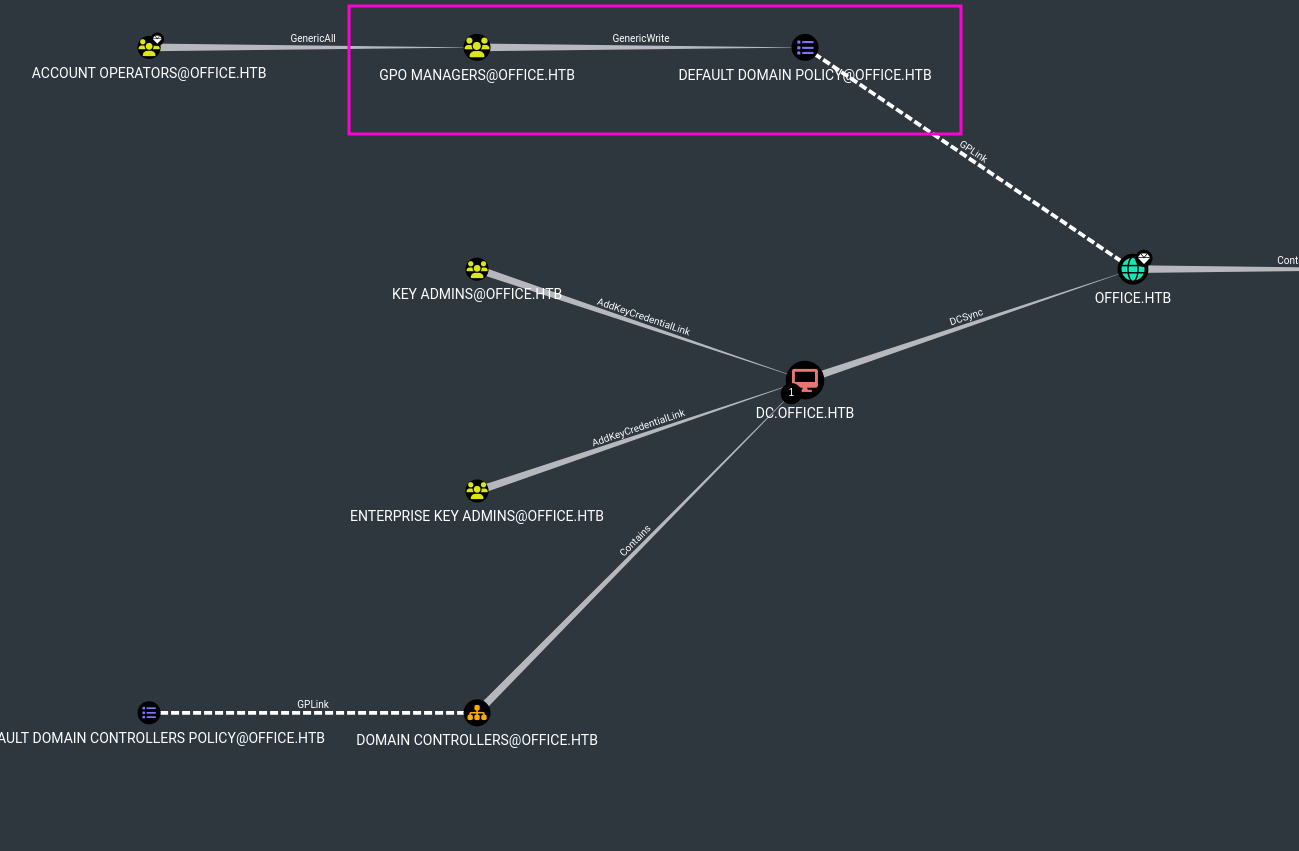 GenericAll
GenericWrite
ACCOUNT OPERATORS@OFFICE.HTB
GPO MANAGERS@OFFICE.HTB
DEFAULT DOMAIN POLICY@OFFICE.HTB
GPLink
Cont
KEY ADMINS@OFFICE.HTB
OFFICE.HTB
AddKeyCredentialLink
DCSync
1
DC.OFFICE.HTB
AddKeyCredentialLink
ENTERPRISE KEY ADMINS@OFFICE.HTB
Contains
GPLink
AULT DOMAIN CONTROLLERS POLICY@OFFICE.HTB
DOMAIN CONTROLLERS@OFFICE.HTB